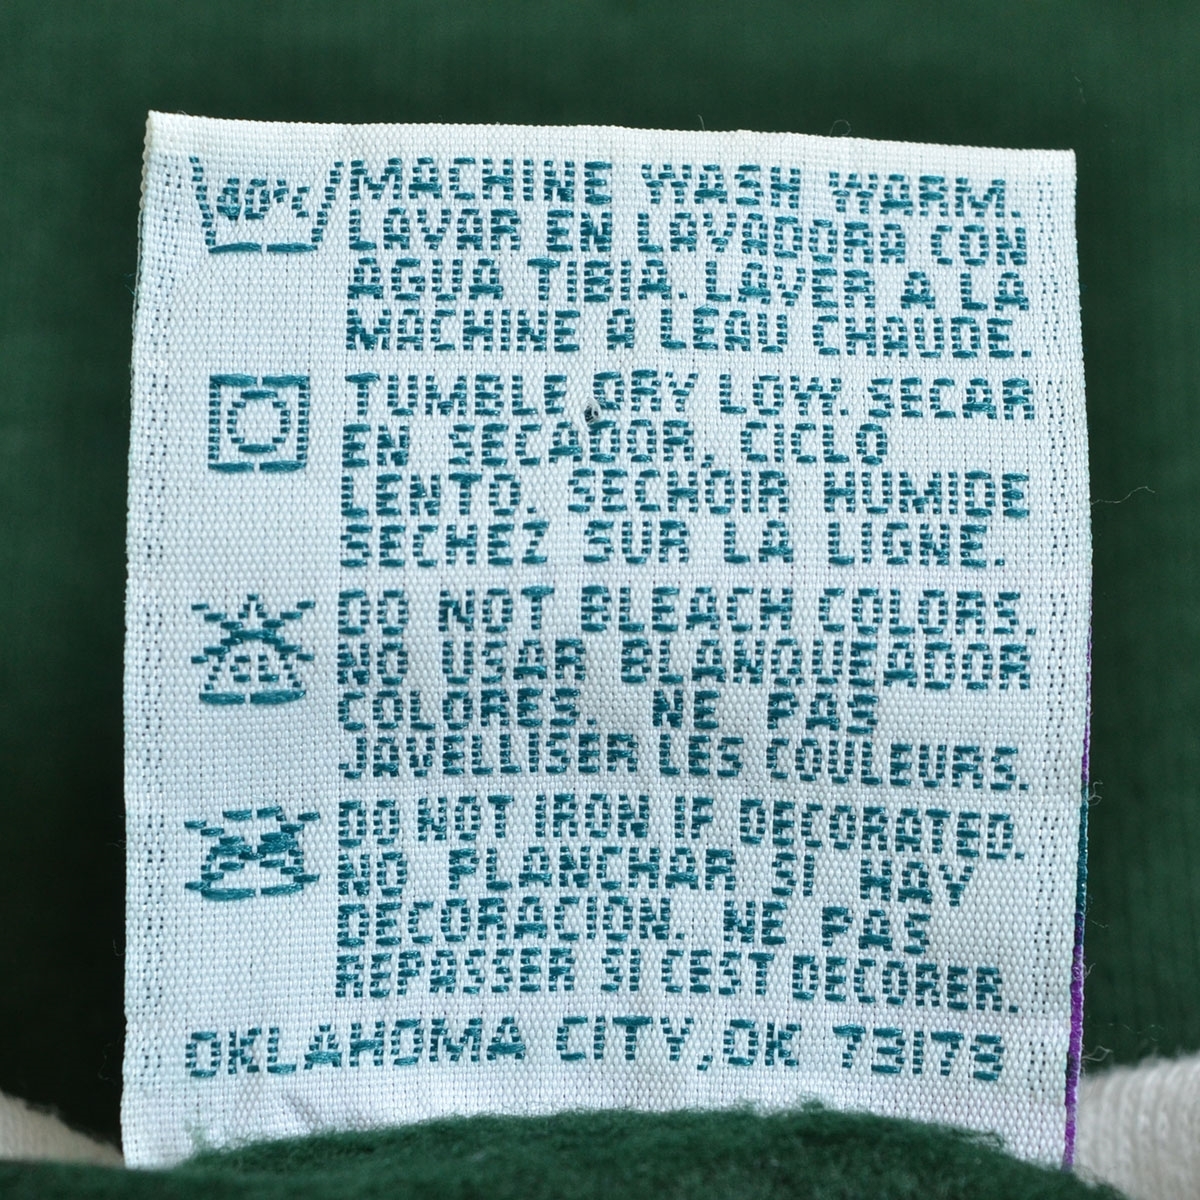 40°C MACHINE WASH WARM.
LAVAR EN LAVADORA CON
AGUA TIBIA. LAVER A LA
MACHINE A LEAU CHAUDE.
TUMBLE DRY LOW. SECAR
EN SECADOR, CICLO
LENTO. SECHOIR HUMIDE
SECHEZ SUR LA LIGNE.
DO NOT BLEACH COLORS.
NO USAR BLANQUEADOR
CL COLORES. NE PAS
JAVELLISER LES COULEURS.
DO NOT IRON IF DECORATED.
NO PLANCHAR SI HAY
DECORACION. NE PAS
REPASSER SI CEST DECORER.
OKLAHOMA CITY, OK 73179